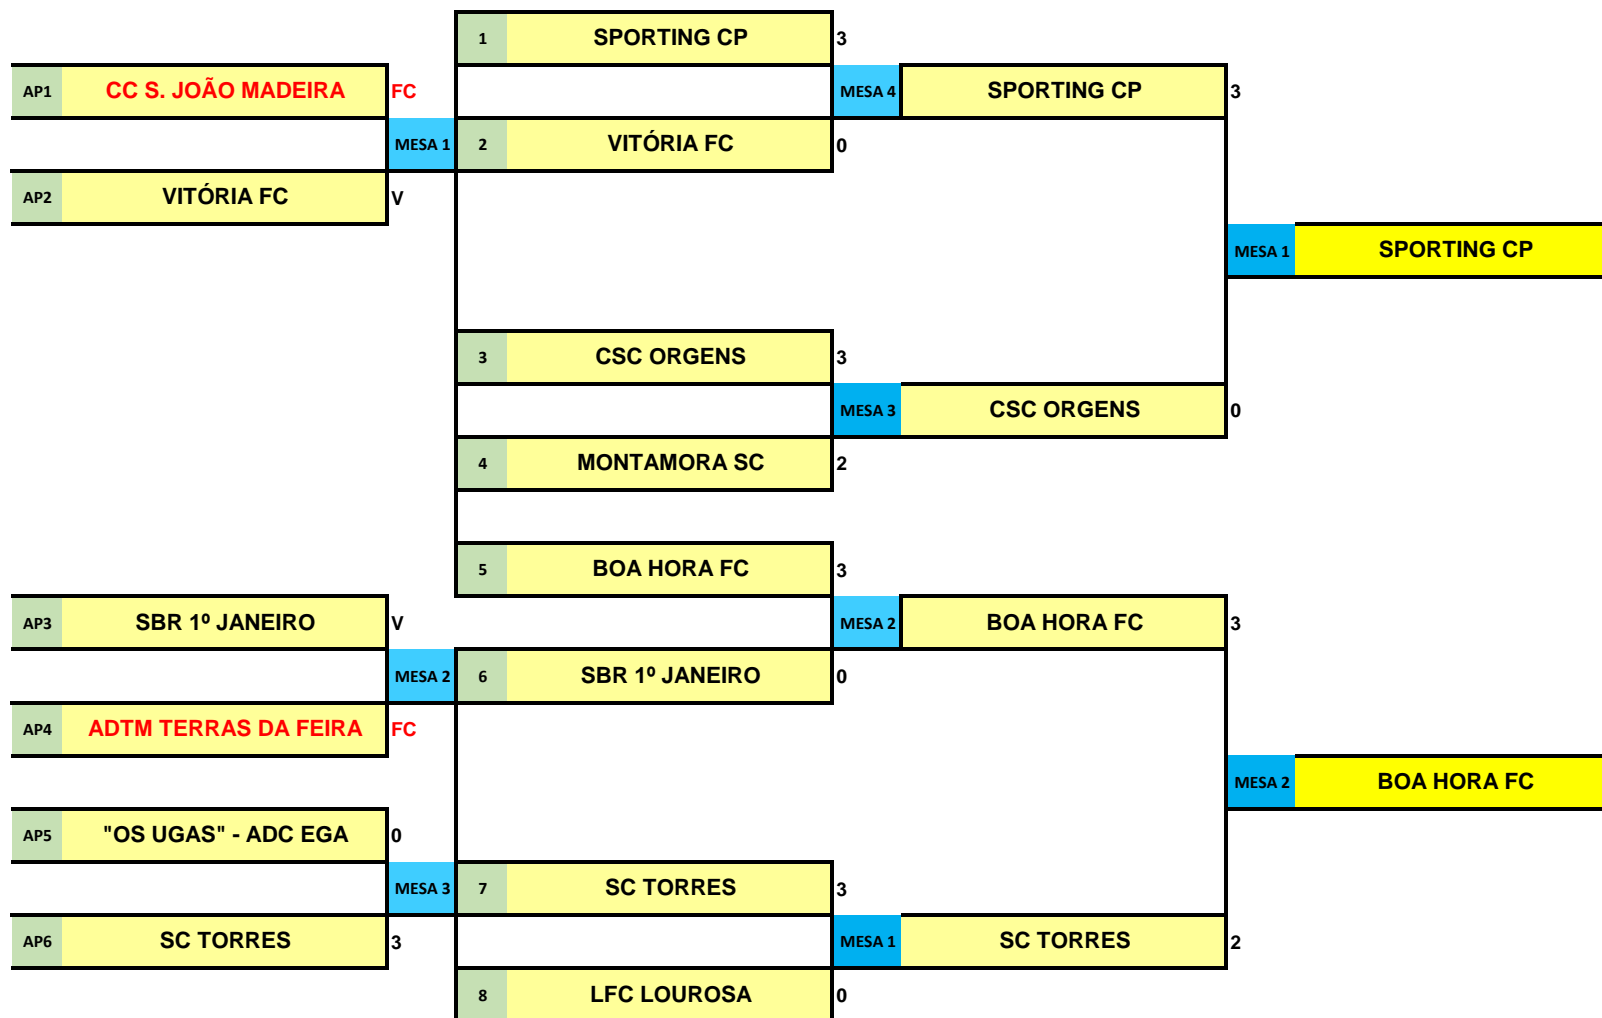 1 SPORTING CP 3
AP1 CC S. JOÃO MADEIRA FC MESA 4 SPORTING CP 3
MESA 1 2 VITÓRIA FC 0
AP2 VITÓRIA FC V
MESA 1 SPORTING CP
3 CSC ORGENS 3
MESA 3 CSC ORGENS 0
4 MONTAMORA SC 2
5 BOA HORA FC 3
AP3 SBR 1º JANEIRO V MESA 2 BOA HORA FC 3
MESA 2 6 SBR 1º JANEIRO 0
AP4 ADTM TERRAS DA FEIRA FC
MESA 2 BOA HORA FC
AP5 "OS UGAS" - ADC EGA 0
MESA 3 7 SC TORRES 3
AP6 SC TORRES 3 MESA 1 SC TORRES 2
8 LFC LOUROSA 0